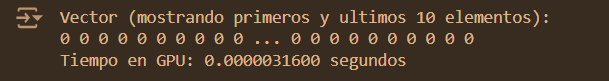 Vector (mostrando primeros y ultimos 10 elementos):
0 0 0 0 0 0 0 0 0 0 ... 0 0 0 0 0 0 0 0 0 0
Tiempo en GPU: 0.0000031600 segundos